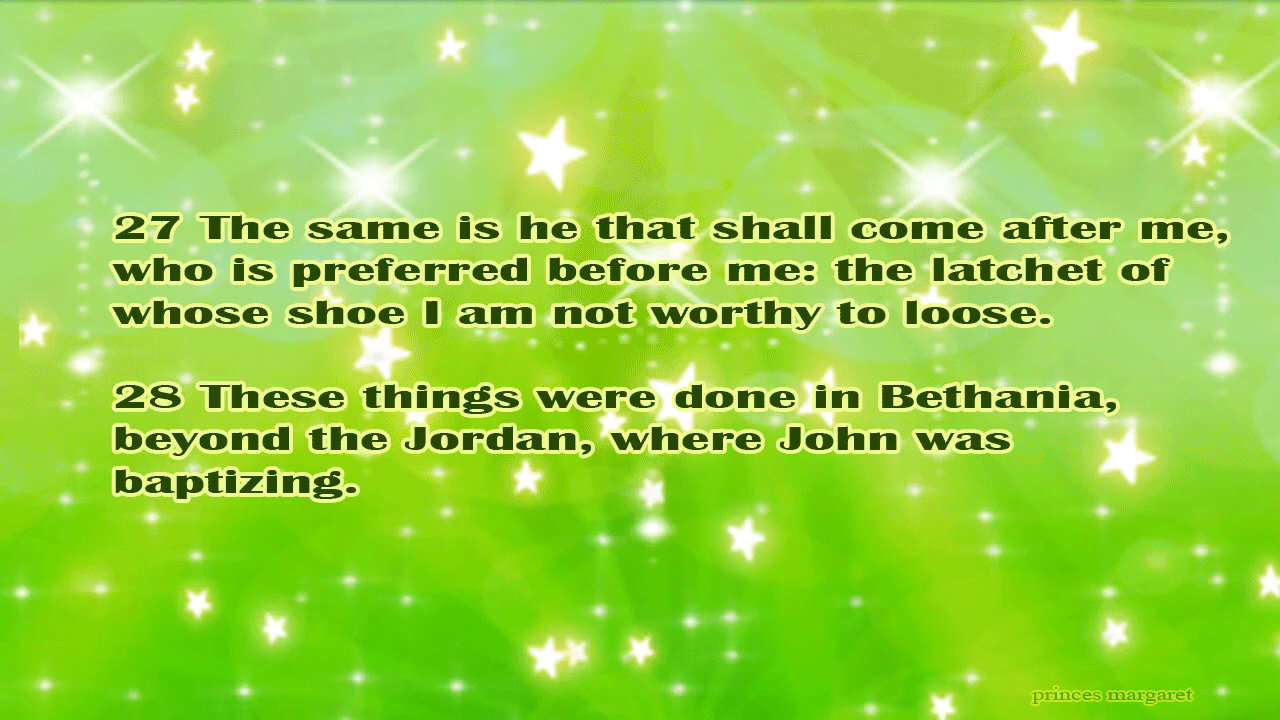 27 The same is he that shall come after me,
who is preferred before me: the latchet of
whose shoe I am not worthy to loose.
28 These things were done in Bethania,
beyond the Jordan, where John was
baptizing.
princes margaret